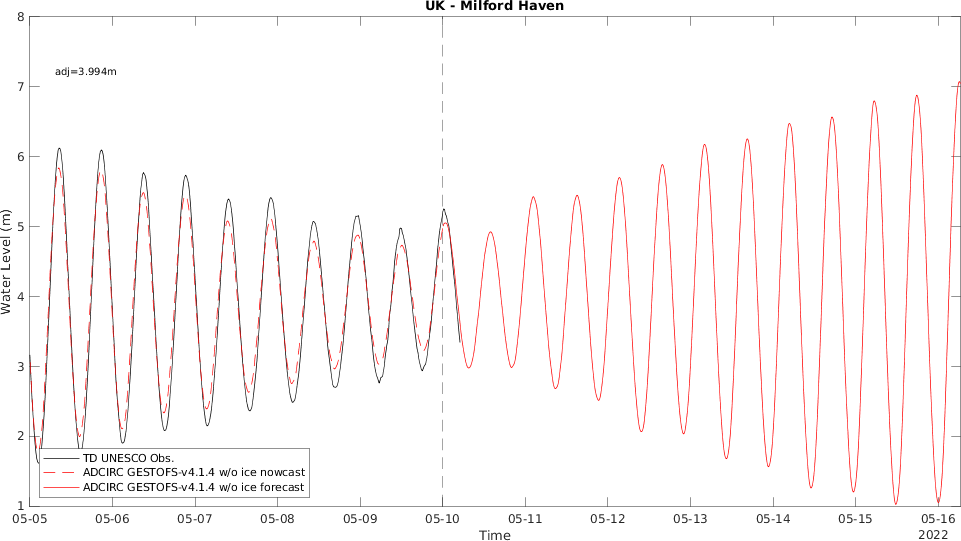 UK - Milford Haven
8
adj=3.994m
7
6
5
4
3
2
1
Water Level (m)
TD UNESCO Obs.
ADCIRC GESTOFS-v4.1.4 w/o ice nowcast
ADCIRC GESTOFS-v4.1.4 w/o ice forecast
05-05 05-06 05-07 05-08 05-09 05-10 05-11 05-12 05-13 05-14 05-15 05-16
Time
2022